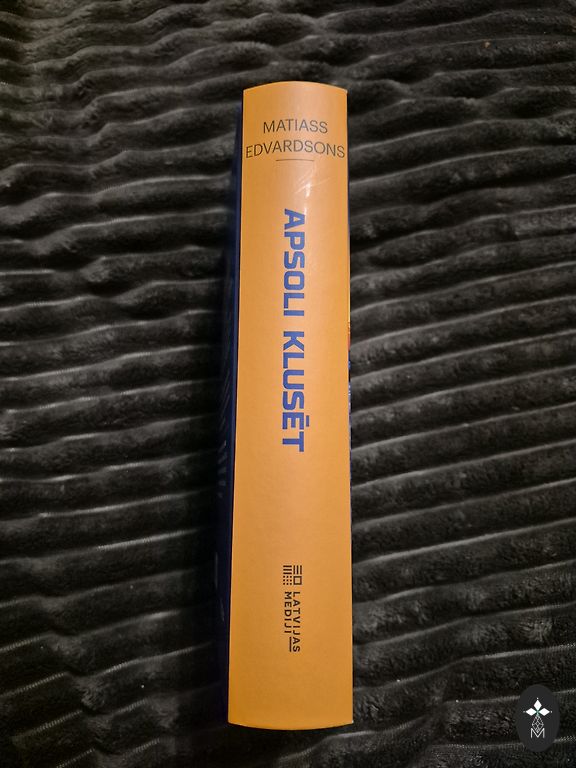 MATIASS
EDVARDSONS
APSOLI KLUSĒT
LATVIJAS
MEDIJI
M